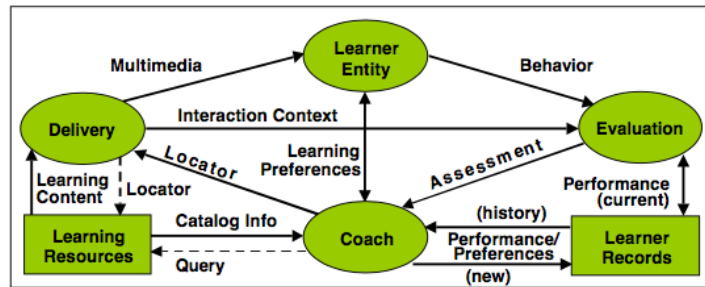 Learner
Entity
Multimedia
Behavior
Interaction Context
Delivery
Evaluation
Locator
Learning
Preferences
Assessment
Learning
Content
Locator
Performance
(current)
Catalog Info
(history)
Learning
Resources
Coach
Performance/
Preferences
Learner
Records
Query
(new)